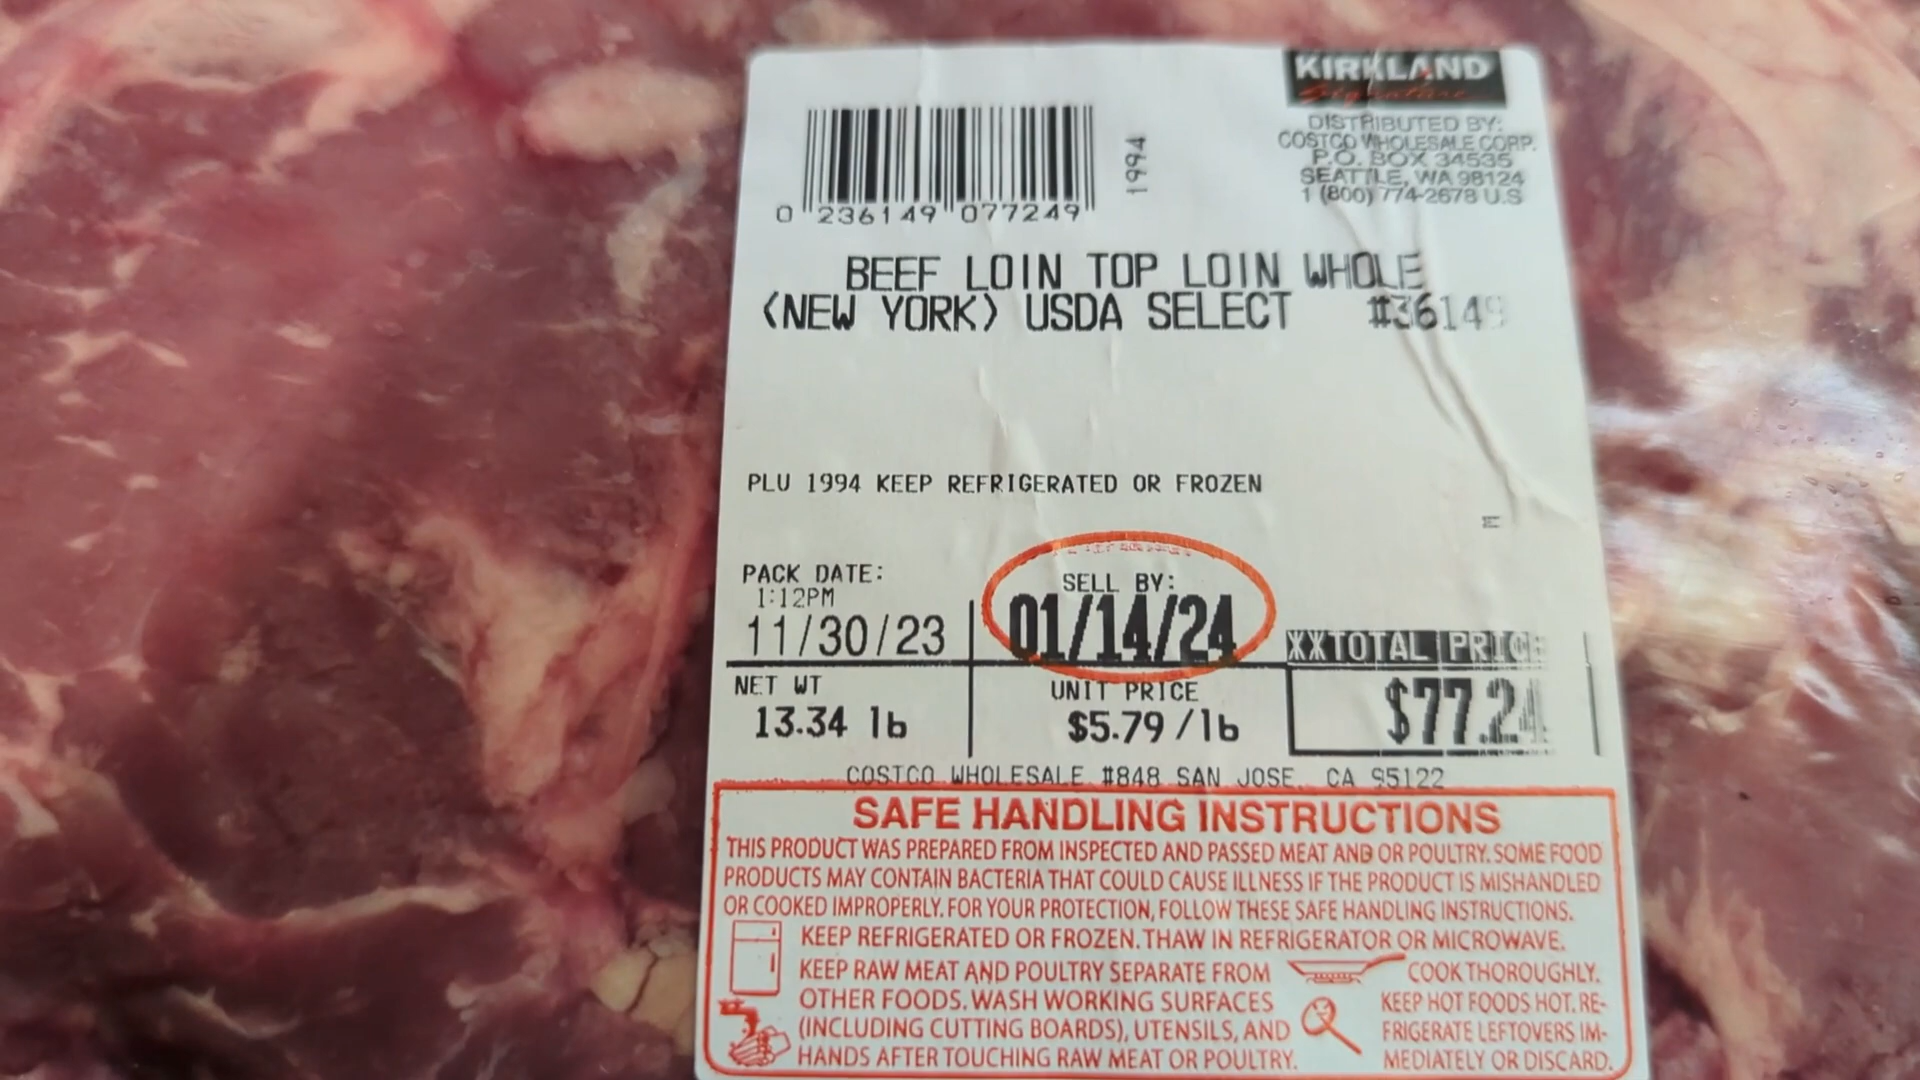 KIRKLAND
Signature
DISTRIBUTED BY:
COSTCO WHOLESALE CORP.
P.O. BOX 34535
SEATTLE, WA 98124
1 (800) 774-2678 U.S
1994
0 236149 077249
BEEF LOIN TOP LOIN WHOLE
<NEW YORK> USDA SELECT #36149
PLU 1994 KEEP REFRIGERATED OR FROZEN
E
PACK DATE:
1:12PM
11/30/23
SELL BY:
01/14/24
XXTOTAL PRICE
NET WT
13.34 lb
UNIT PRICE
$5.79/lb
$77.24
COSTCO WHOLESALE #848 SAN JOSE, CA 95122
SAFE HANDLING INSTRUCTIONS
THIS PRODUCT WAS PREPARED FROM INSPECTED AND PASSED MEAT AND OR POULTRY. SOME FOOD
PRODUCTS MAY CONTAIN BACTERIA THAT COULD CAUSE ILLNESS IF THE PRODUCT IS MISHANDLED
OR COOKED IMPROPERLY. FOR YOUR PROTECTION, FOLLOW THESE SAFE HANDLING INSTRUCTIONS.
KEEP REFRIGERATED OR FROZEN. THAW IN REFRIGERATOR OR MICROWAVE.
KEEP RAW MEAT AND POULTRY SEPARATE FROM
OTHER FOODS. WASH WORKING SURFACES
(INCLUDING CUTTING BOARDS), UTENSILS, AND
HANDS AFTER TOUCHING RAW MEAT OR POULTRY.
COOK THOROUGHLY.
KEEP HOT FOODS HOT. RE-
FRIGERATE LEFTOVERS IM-
MEDIATELY OR DISCARD.